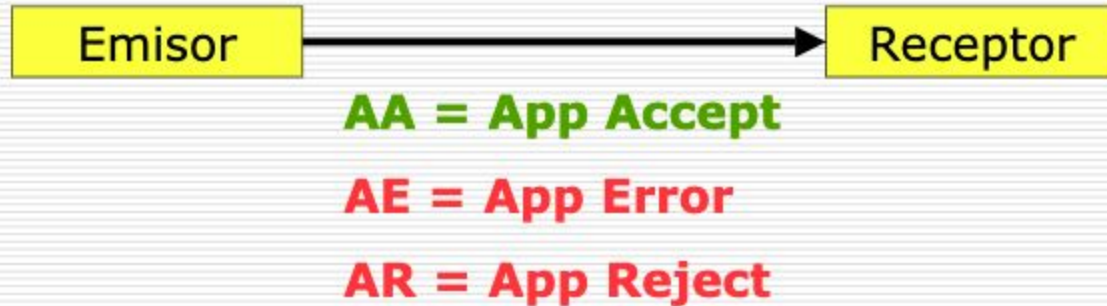 Emisor
Receptor
AA = App Accept
AE = App Error
AR = App Reject